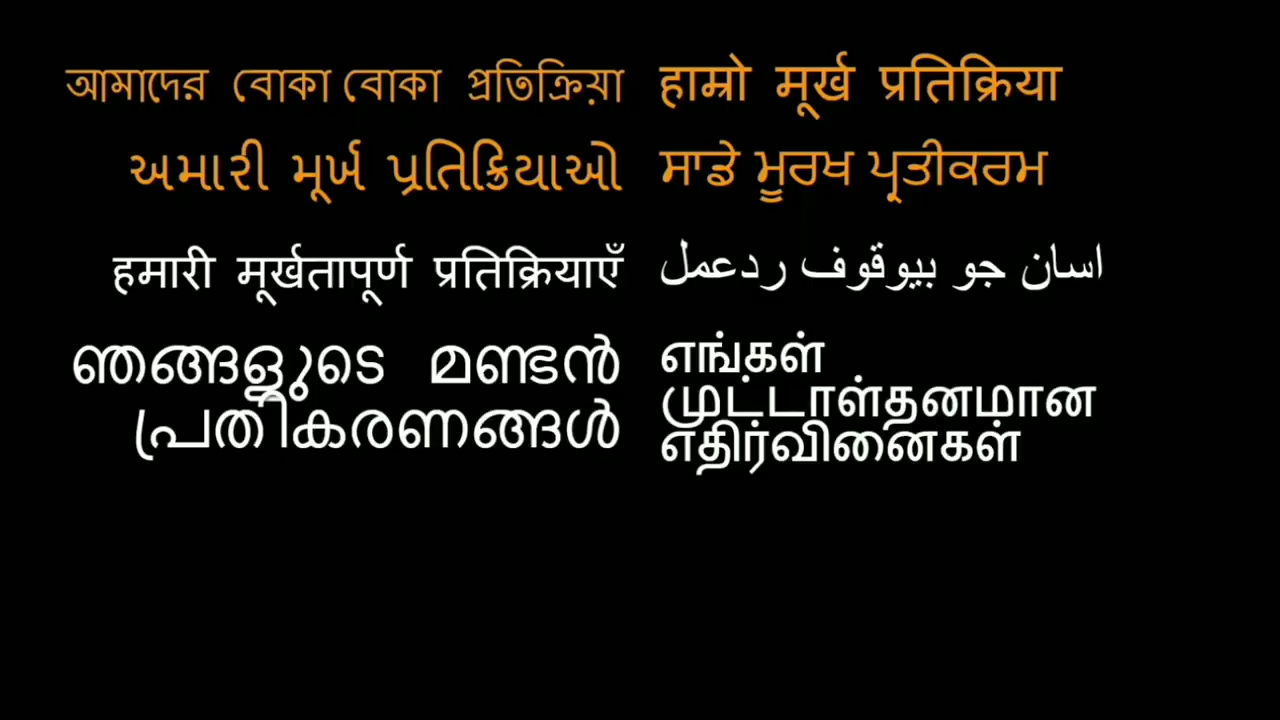 আমাদের বোকা বোকা প্রতিক্রিয়া
हाम्रो मूर्ख प्रतिक्रिया
અમારી મૂર્ખ પ્રતિક્રિયાઓ
ਸਾਡੇ ਮੂਰਖ ਪ੍ਰਤੀਕਰਮ
हमारी मूर्खतापूर्ण प्रतिक्रियाएँ
اسان جو بيوقوف ردعمل
ഞങ്ങളുടെ മണ്ടൻ
പ്രതികരണങ്ങൾ
எங்கள்
முட்டாள்தனமான
எதிர்வினைகள்